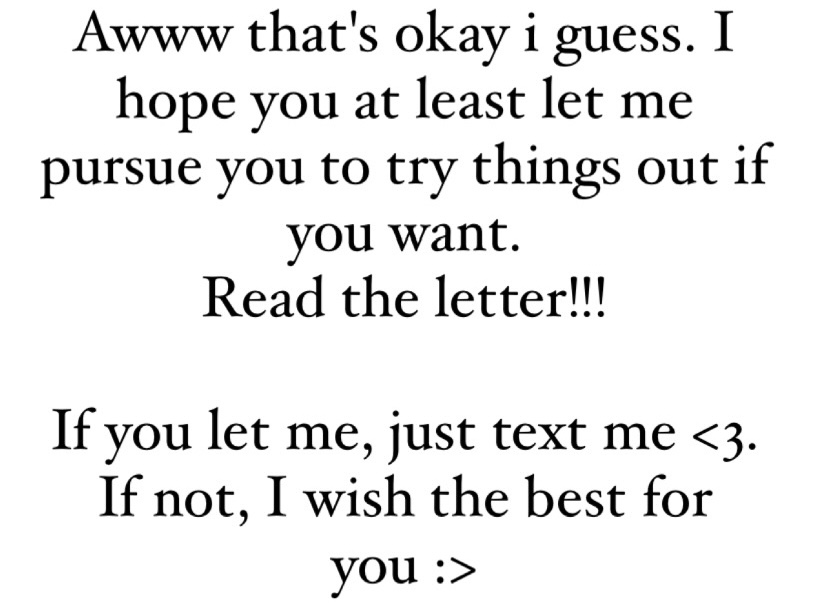 Awww that's okay i guess. I
hope you at least let me
pursue you to try things out if
you want.
Read the letter!!!
If you let me, just text me <3.
If not, I wish the best for
you :>